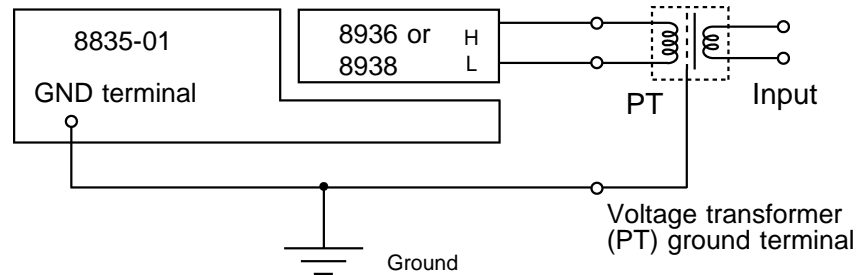 8835-01
GND terminal
8936 or
8938
H
L
PT
Input
Voltage transformer
(PT) ground terminal
Ground